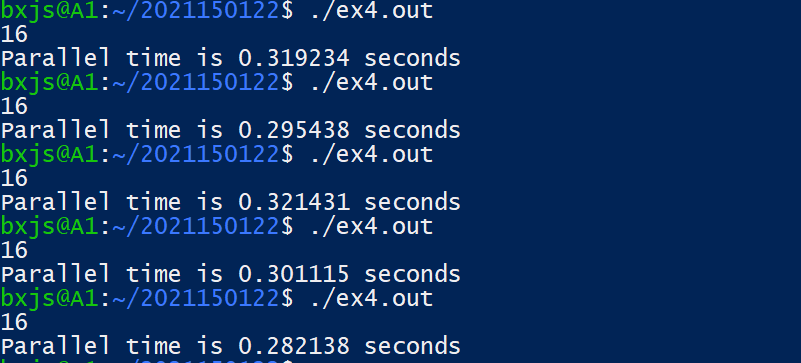 bxjs@A1:~/2021150122$ ./ex4.out
16
Parallel time is 0.319234 seconds
bxjs@A1:~/2021150122$ ./ex4.out
16
Parallel time is 0.295438 seconds
bxjs@A1:~/2021150122$ ./ex4.out
16
Parallel time is 0.321431 seconds
bxjs@A1:~/2021150122$ ./ex4.out
16
Parallel time is 0.301115 seconds
bxjs@A1:~/2021150122$ ./ex4.out
16
Parallel time is 0.282138 seconds